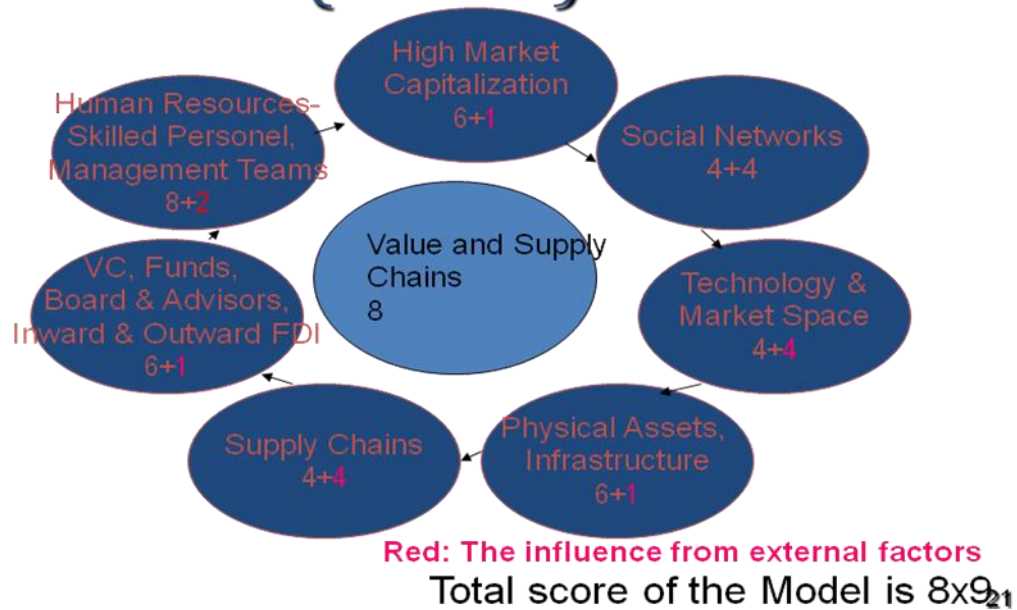 High Market
Capitalization
6+1
Human Resources-
Skilled Personel,
Management Teams
8+2
Social Networks
4+4
Value and Supply
Chains
8
VC, Funds,
Board & Advisors,
Inward & Outward FDI
6+1
Technology &
Market Space
4+4
Supply Chains
4+4
Physical Assets,
Infrastructure
6+1
Red: The influence from external factors
Total score of the Model is 8x9
21